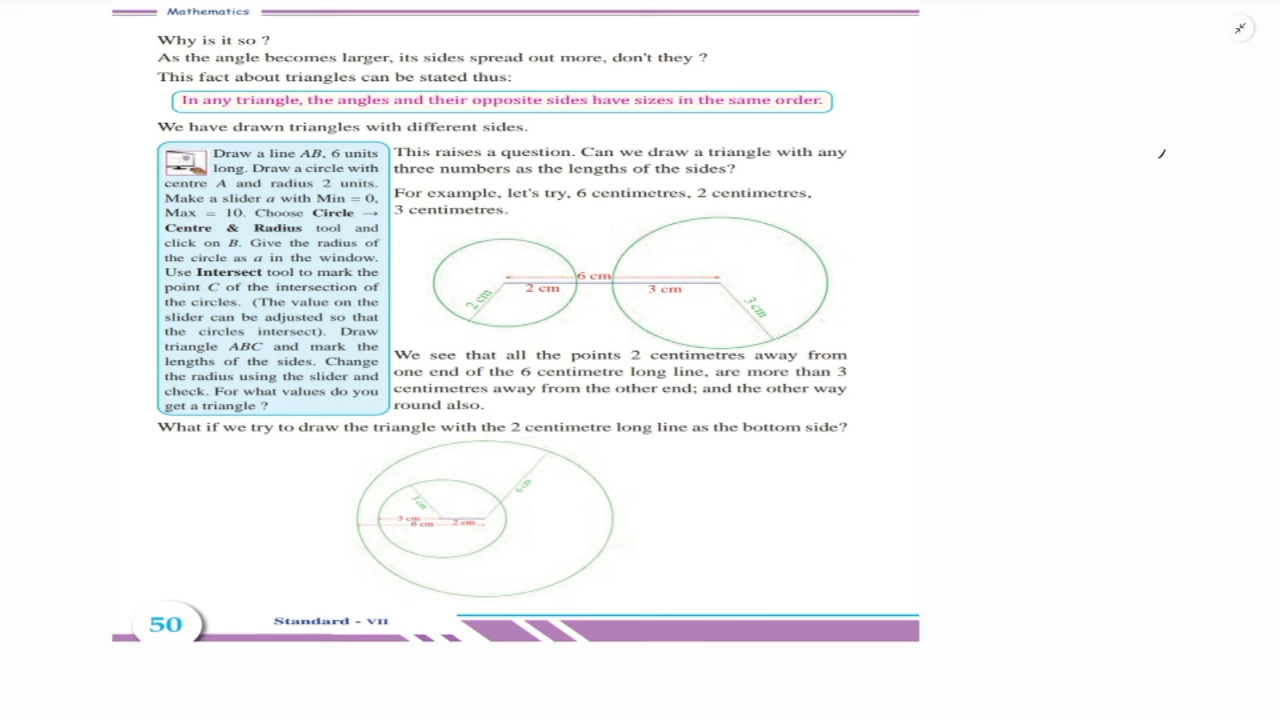 Mathematics
Why is it so ?
As the angle becomes larger, its sides spread out more, don't they ?
This fact about triangles can be stated thus:
In any triangle, the angles and their opposite sides have sizes in the same order.
We have drawn triangles with different sides.
Draw a line AB, 6 units
long. Draw a circle with
centre A and radius 2 units.
Make a slider a with Min = 0,
Max = 10. Choose Circle →
Centre & Radius tool and
click on B. Give the radius of
the circle as a in the window.
Use Intersect tool to mark the
point C of the intersection of
the circles. (The value on the
slider can be adjusted so that
the circles intersect). Draw
triangle ABC and mark the
lengths of the sides. Change
the radius using the slider and
check. For what values do you
get a triangle ?
This raises a question. Can we draw a triangle with any
three numbers as the lengths of the sides?
For example, let's try, 6 centimetres, 2 centimetres,
3 centimetres.
6 cm
2 cm
3 cm
2 cm
3 cm
We see that all the points 2 centimetres away from
one end of the 6 centimetre long line, are more than 3
centimetres away from the other end; and the other way
round also.
What if we try to draw the triangle with the 2 centimetre long line as the bottom side?
6 cm
3 cm
3 cm
6 cm
2 cm
50
Standard - VII